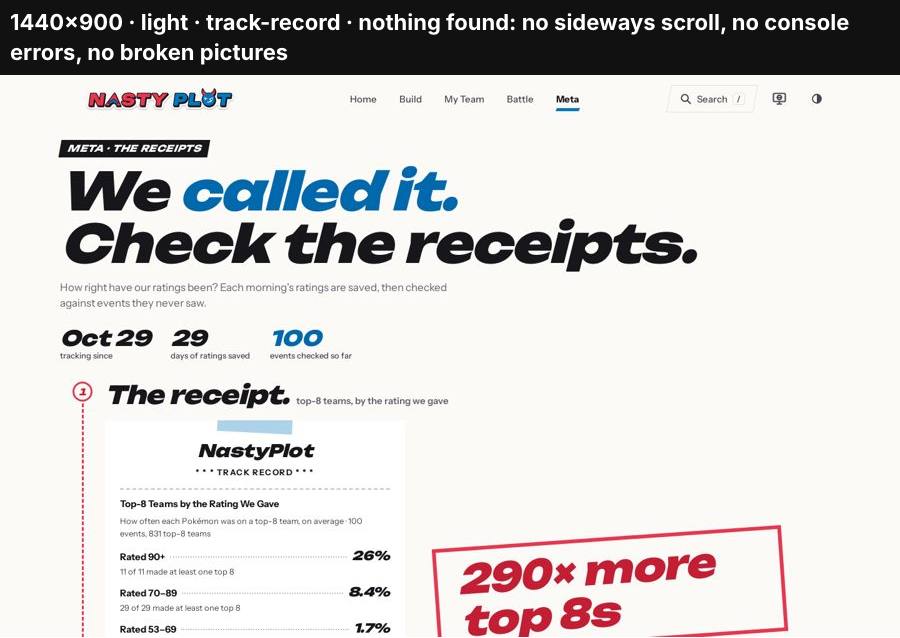 1440×900 · light · track-record · nothing found: no sideways scroll, no console
errors, no broken pictures
NASTY PLOT
Home Build My Team Battle Meta
Search /
META · THE RECEIPTS
We called it.
Check the receipts.
How right have our ratings been? Each morning's ratings are saved, then checked
against events they never saw.
Oct 29 29 100
tracking since days of ratings saved events checked so far
1 The receipt. top-8 teams, by the rating we gave
NastyPlot
• • • TRACK RECORD • • •
Top-8 Teams by the Rating We Gave
How often each Pokémon was on a top-8 team, on average · 100
events, 831 top-8 teams
Rated 90+ 26%
11 of 11 made at least one top 8
Rated 70–89 8.4%
29 of 29 made at least one top 8
Rated 53–69 1.7%
290× more
top 8s